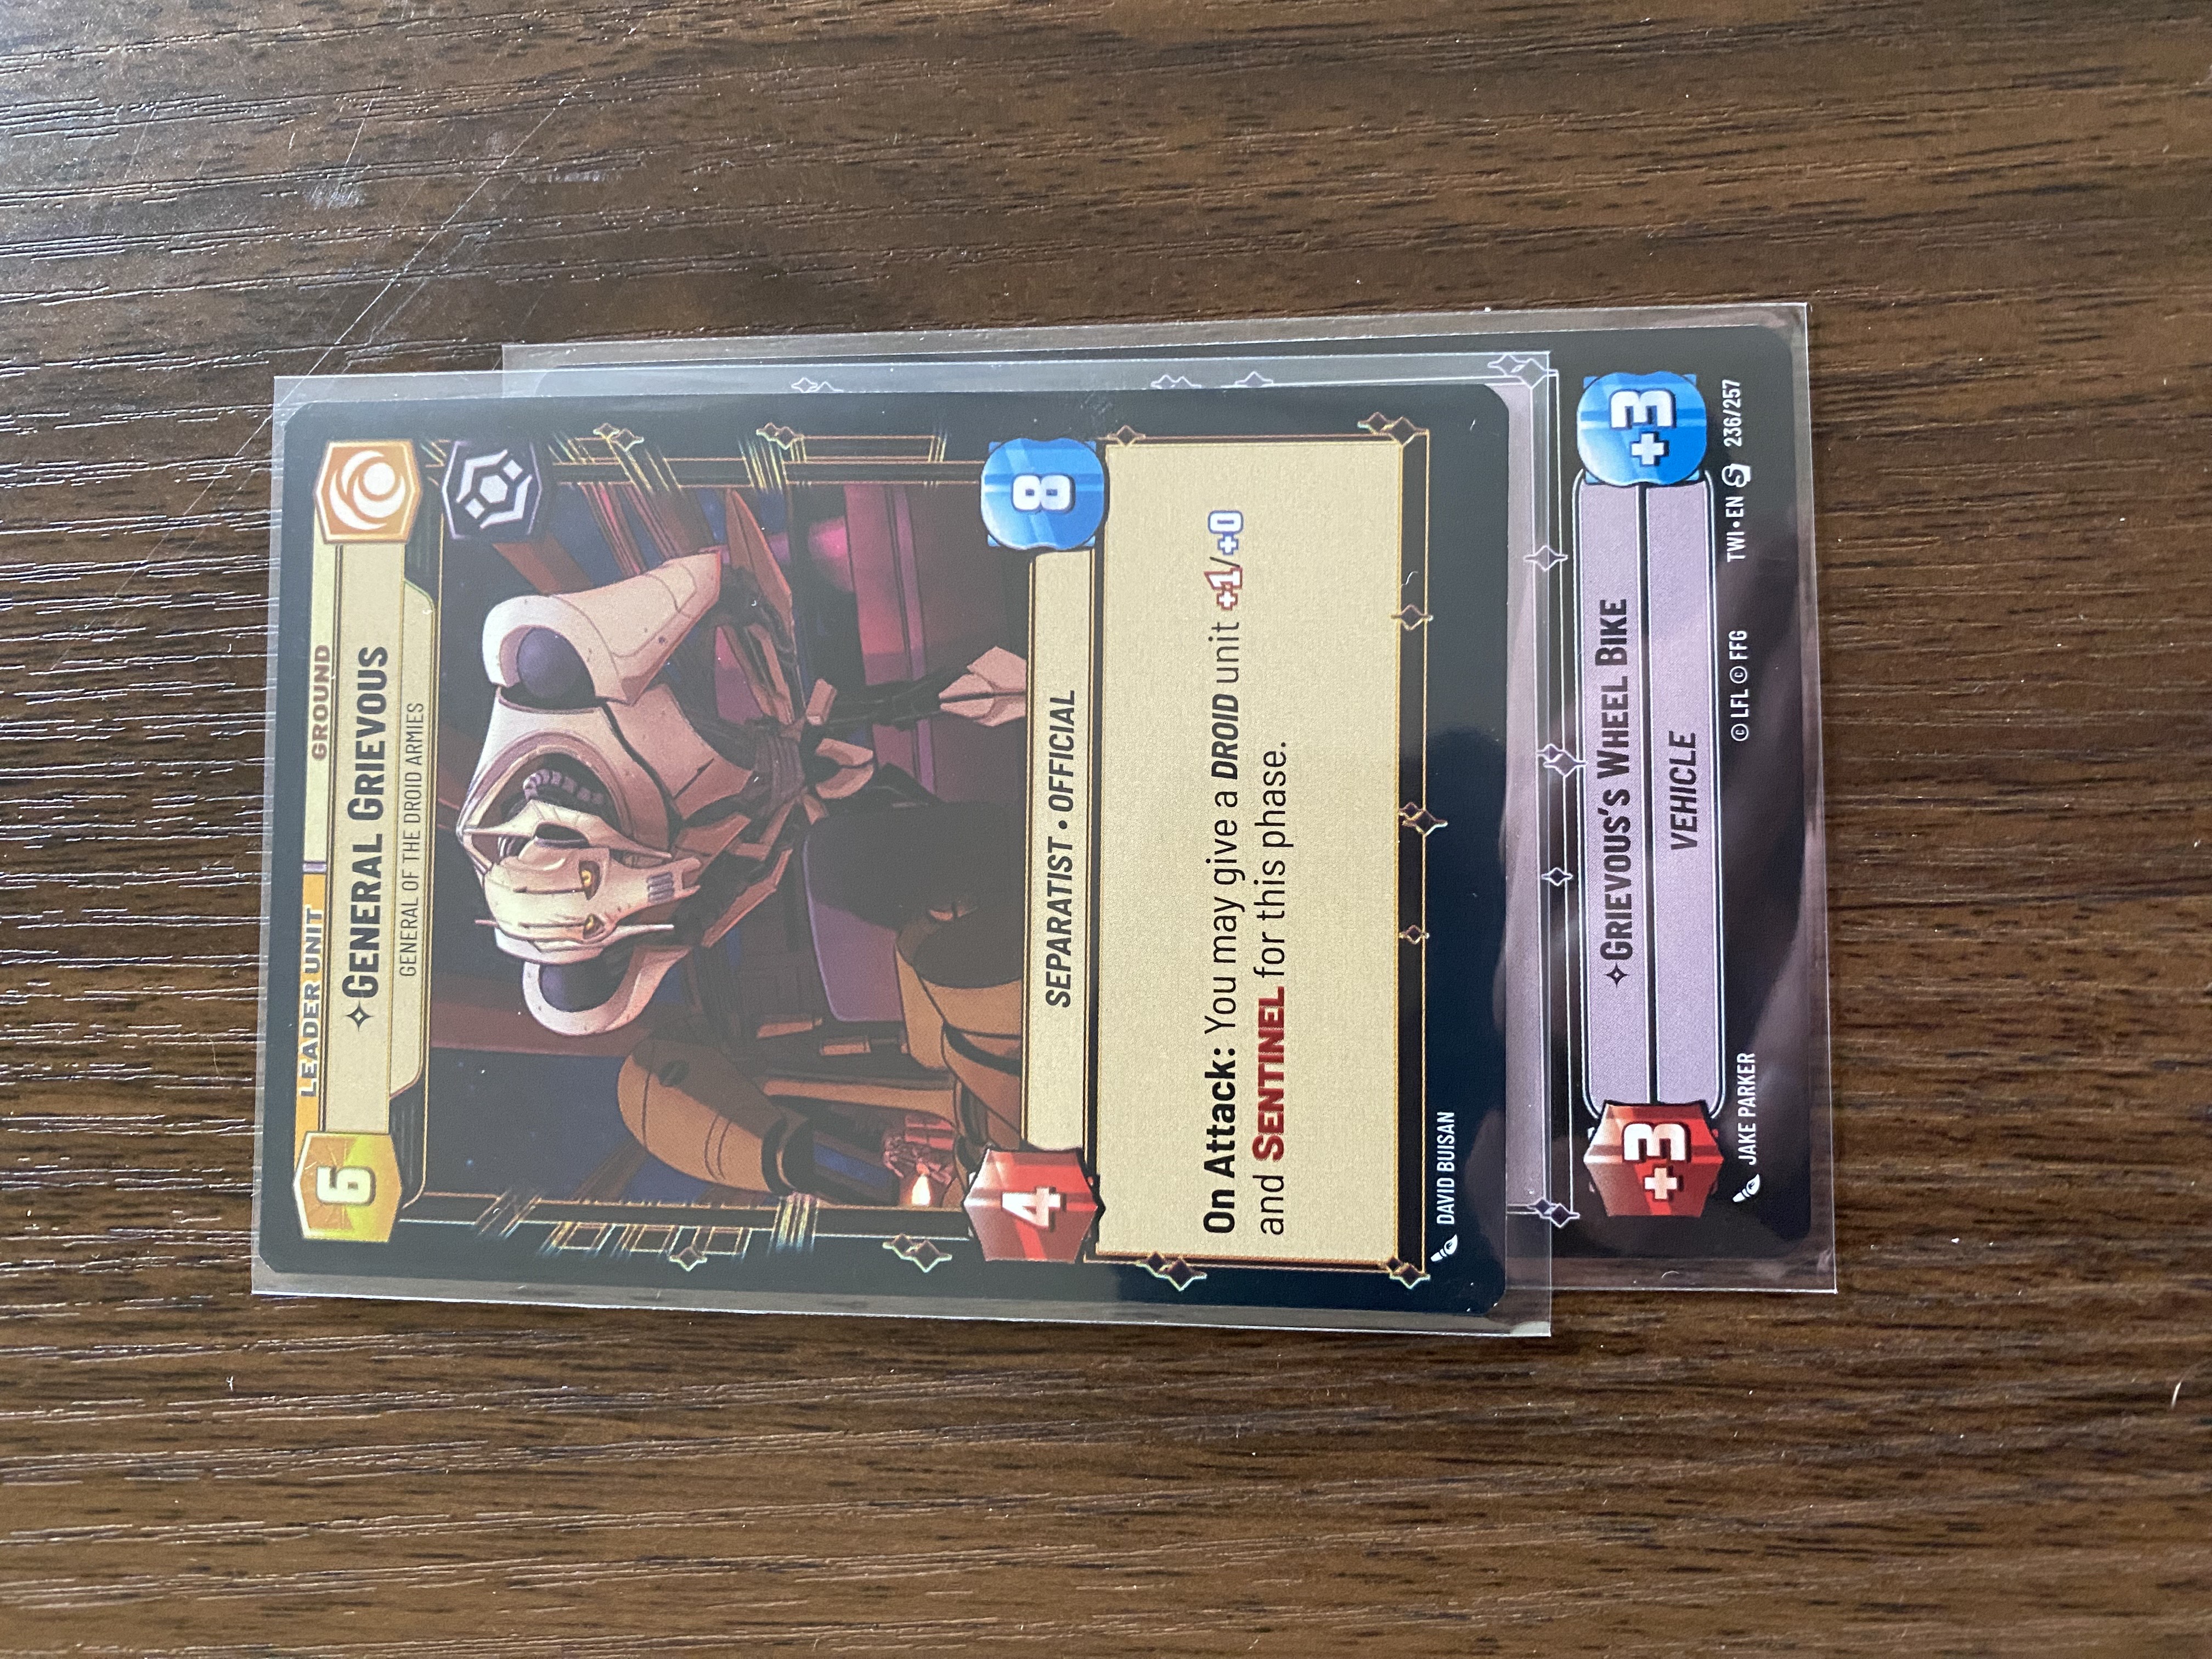 6
LEADER UNIT
GROUND
GENERAL GRIEVOUS
GENERAL OF THE DROID ARMIES
4
SEPARATIST • OFFICIAL
8
On Attack: You may give a DROID unit +1/+0
and SENTINEL for this phase.
DAVID BUISAN
+3
GRIEVOUS'S WHEEL BIKE
+3
VEHICLE
JAKE PARKER
© LFL © FFG
TWI • EN S 236/257